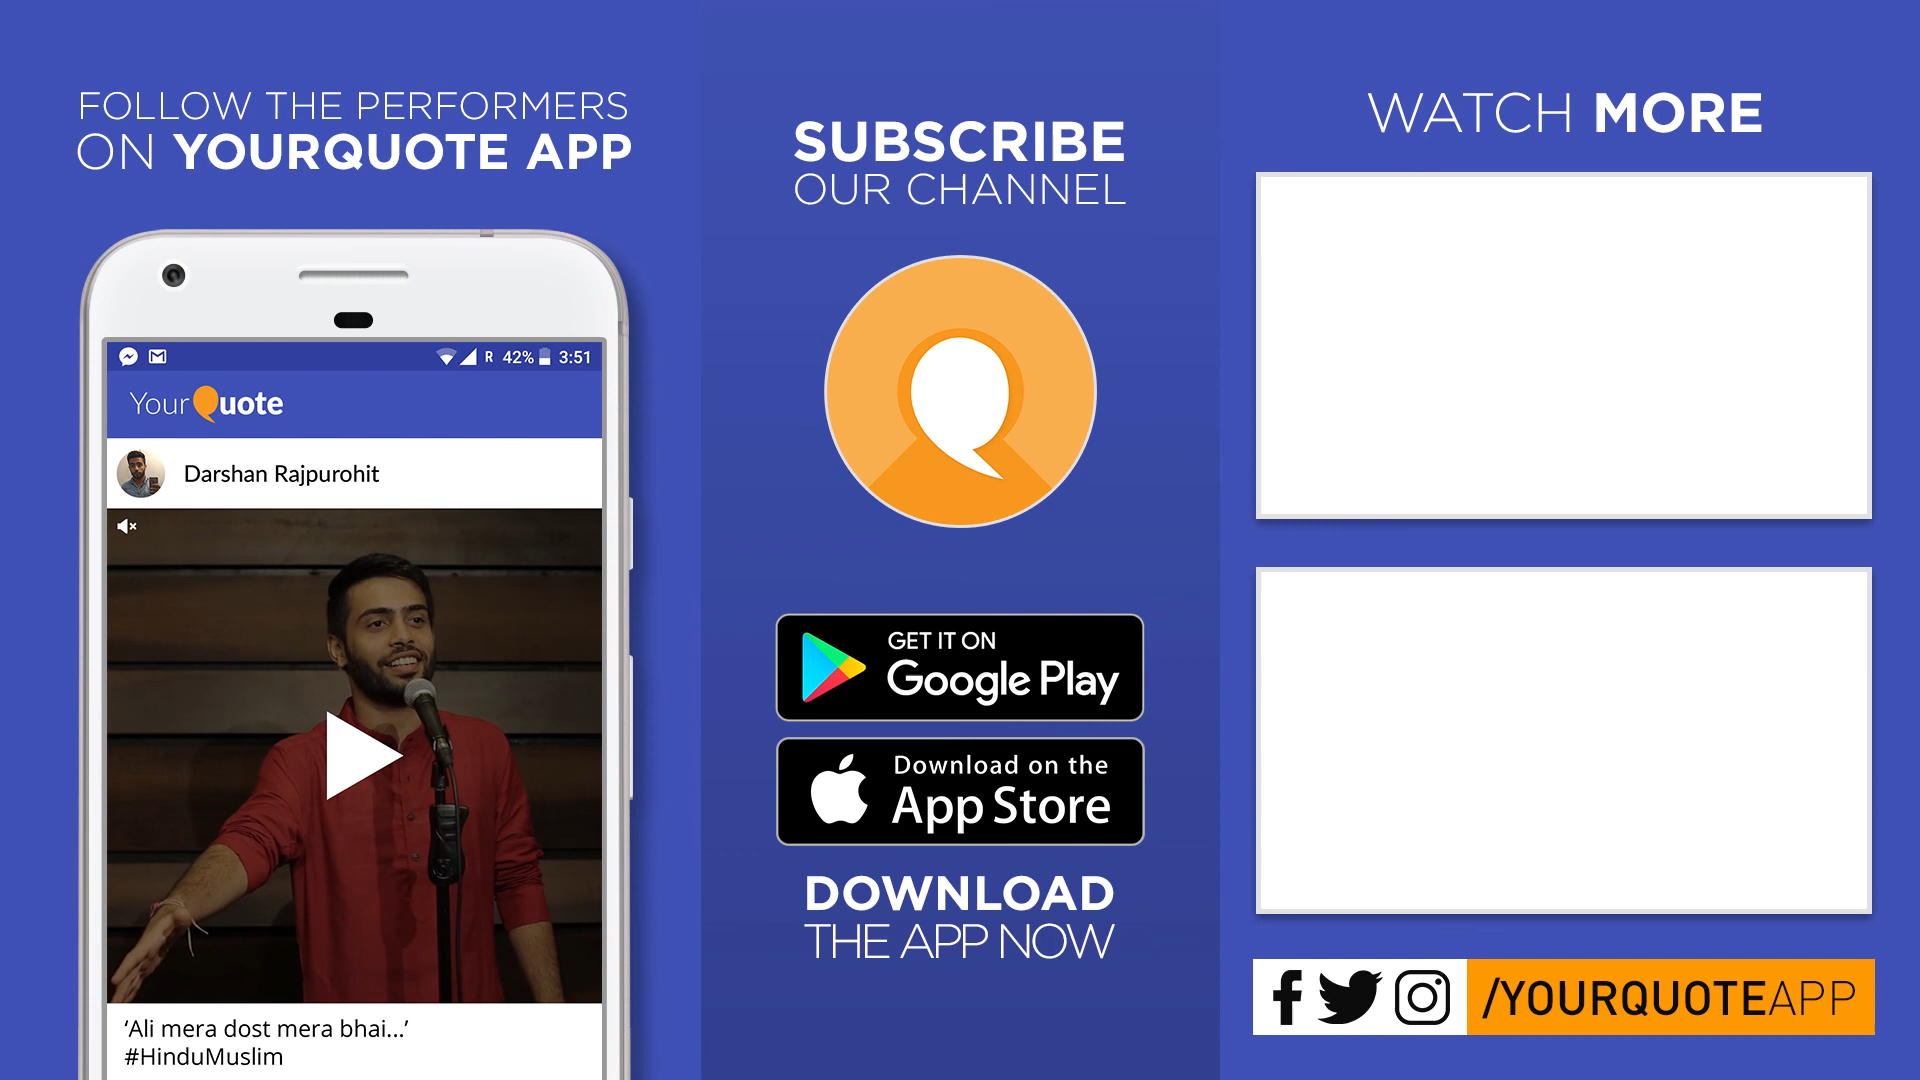 FOLLOW THE PERFORMERS
ON YOURQUOTE APP
R 42% 3:51
YourQuote
Darshan Rajpurohit
‘Ali mera dost mera bhai...’
#HinduMuslim
SUBSCRIBE
OUR CHANNEL
GET IT ON
Google Play
Download on the
App Store
DOWNLOAD
THE APP NOW
WATCH MORE
/YOURQUOTEAPP